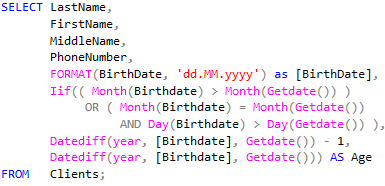 SELECT LastName,
FirstName,
MiddleName,
PhoneNumber,
FORMAT(BirthDate, 'dd.MM.yyyy') as [BirthDate],
Iif(( Month(Birthdate) > Month(Getdate()) )
OR ( Month(Birthdate) = Month(Getdate())
AND Day(Birthdate) > Day(Getdate()) ),
Datediff(year, [Birthdate], Getdate()) - 1,
Datediff(year, [Birthdate], Getdate())) AS Age
FROM Clients;